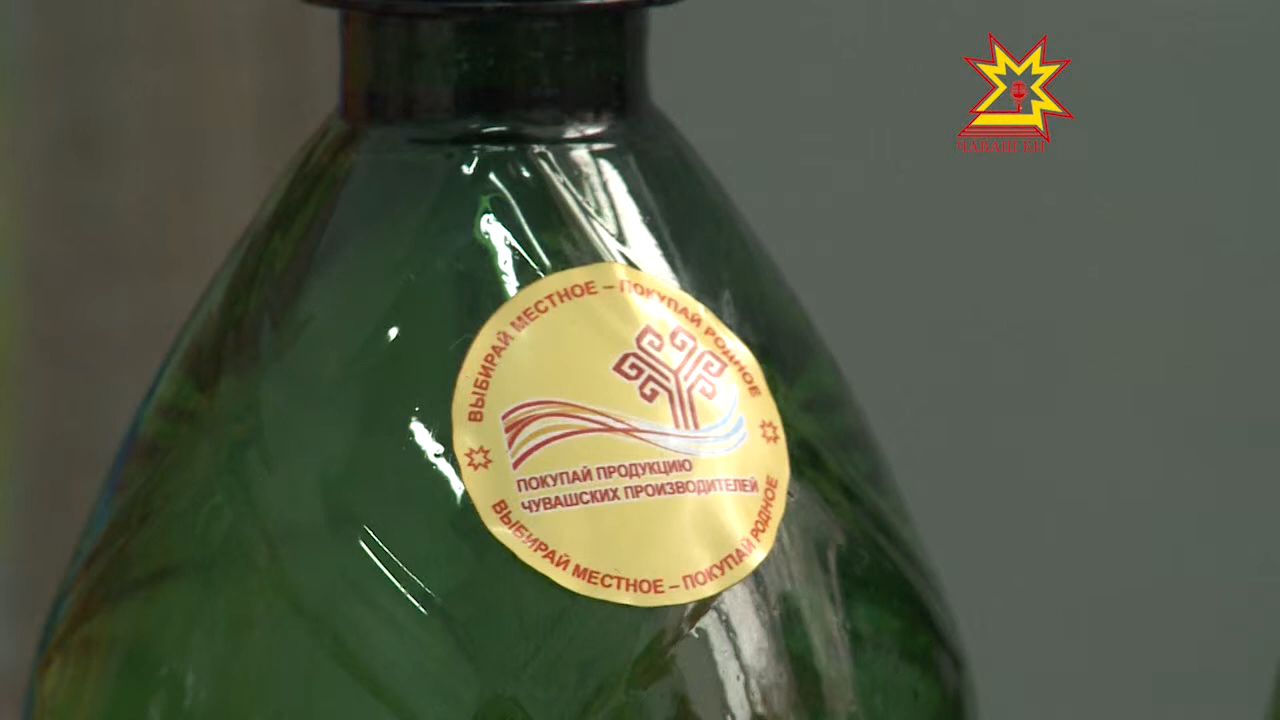 ВЫБИРАЙ МЕСТНОЕ – ПОКУПАЙ РОДНОЕ
ПОКУПАЙ ПРОДУКЦИЮ
ЧУВАШСКИХ ПРОИЗВОДИТЕЛЕЙ
ВЫБИРАЙ МЕСТНОЕ – ПОКУПАЙ РОДНОЕ